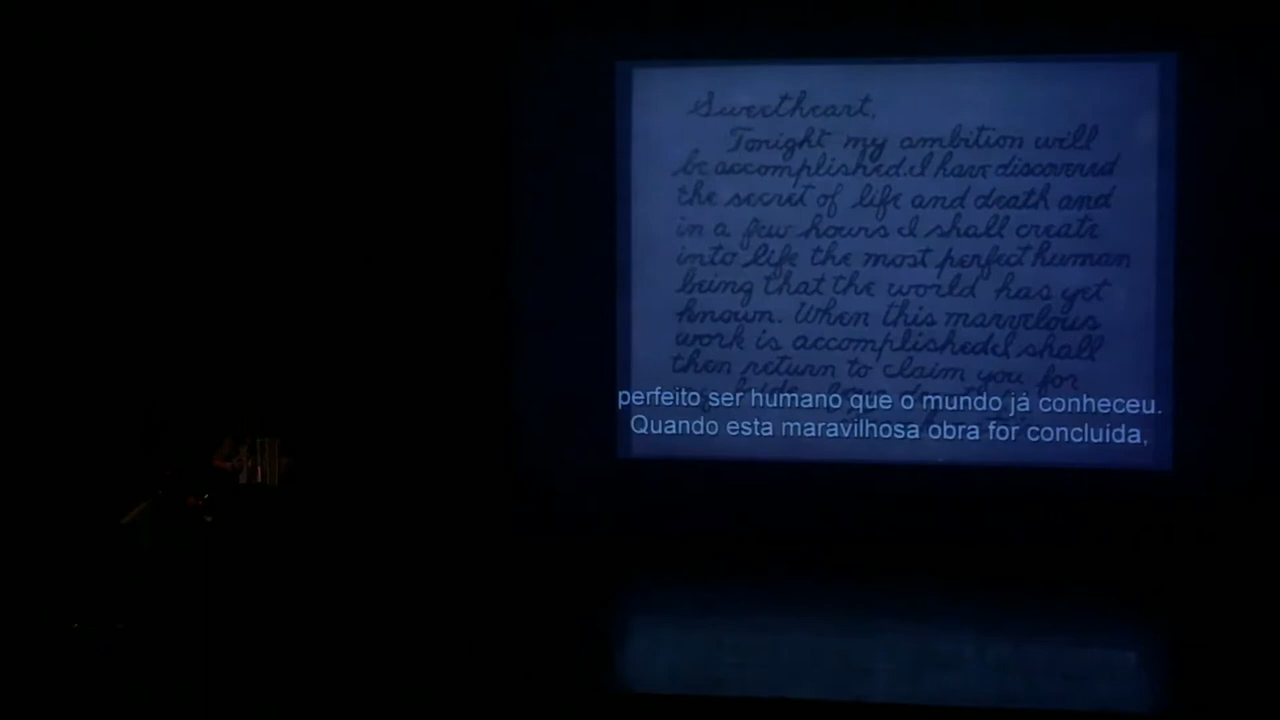 Sweetheart,
Tonight my ambition will
be accomplished. I have discovered
the secret of life and death and
in a few hours I shall create
into life the most perfect human
being that the world has yet
known. When this marvelous
work is accomplished I shall
then return to claim you for
perfeito ser humano que o mundo já conheceu.
Quando esta maravilhosa obra for concluída,